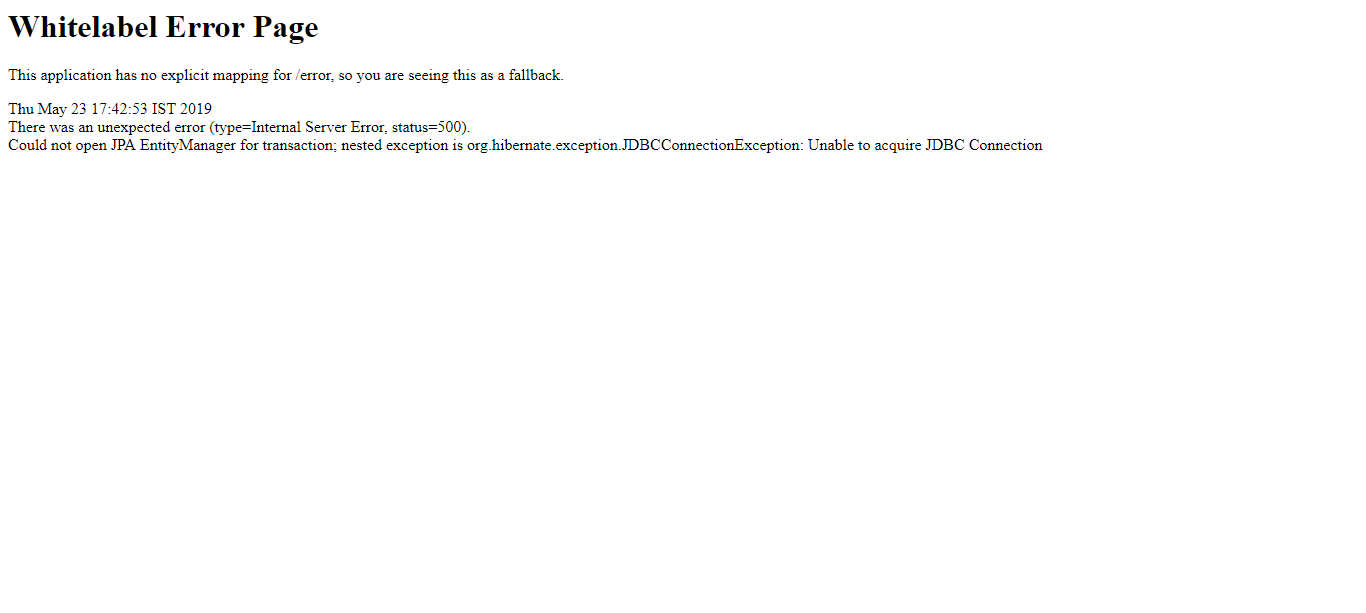 Whitelabel Error Page
This application has no explicit mapping for /error, so you are seeing this as a fallback.
Thu May 23 17:42:53 IST 2019
There was an unexpected error (type=Internal Server Error, status=500).
Could not open JPA EntityManager for transaction; nested exception is org.hibernate.exception.JDBCConnectionException: Unable to acquire JDBC Connection